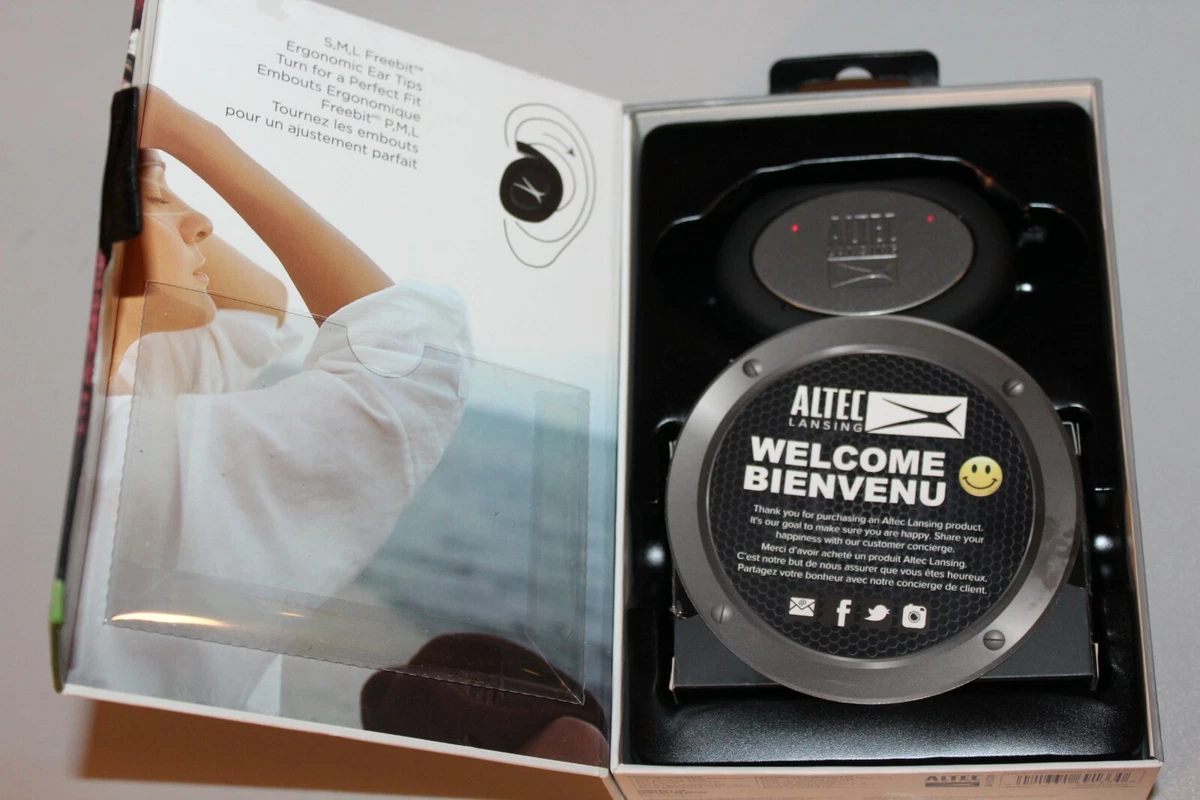 S,M,L Freebit™
Ergonomic Ear Tips
Turn for a Perfect Fit
Embouts Ergonomique
Freebit MC P,M,L
Tournez les embouts
pour un ajustement parfait
ALTEC
LANSING
ALTEC
LANSING
WELCOME
BIENVENU
Thank you for purchasing an Altec Lansing product.
It's our goal to make sure you are happy. Share your
happiness with our customer concierge.
Merci d'avoir acheté un produit Altec Lansing.
C'est notre but de nous assurer que vous êtes heureux.
Partagez votre bonheur avec notre concierge de client.
ALTEC